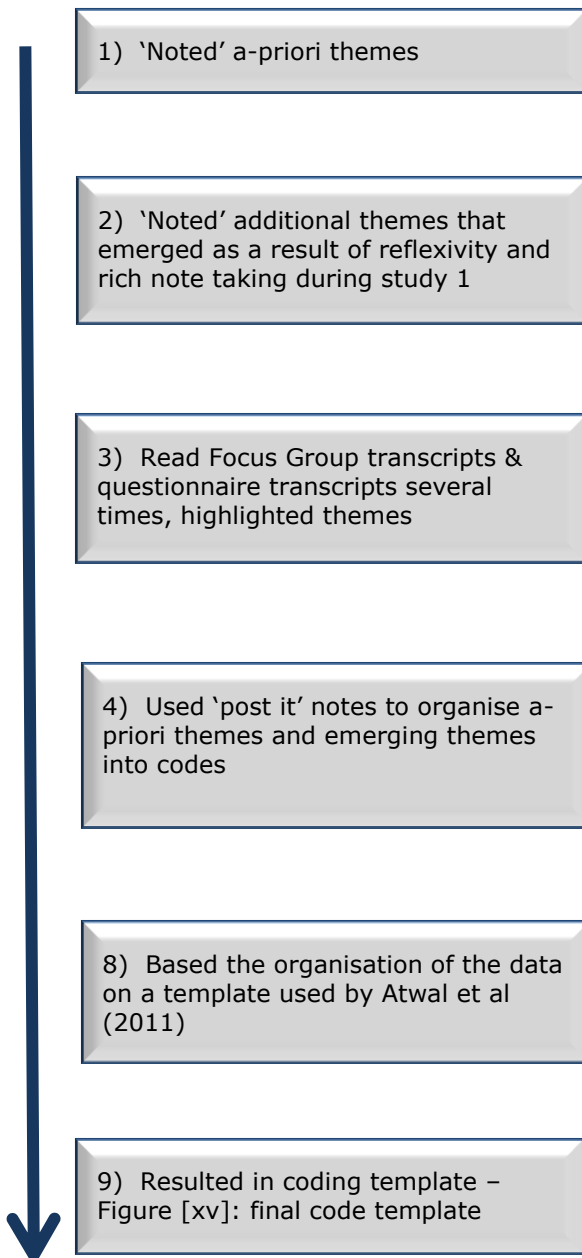 1) ‘Noted’ a-priori themes
2) ‘Noted’ additional themes that
emerged as a result of reflexivity and
rich note taking during study 1
3) Read Focus Group transcripts &
questionnaire transcripts several
times, highlighted themes
4) Used ‘post it’ notes to organise a-
priori themes and emerging themes
into codes
8) Based the organisation of the data
on a template used by Atwal et al
(2011)
9) Resulted in coding template –
Figure [xv]: final code template